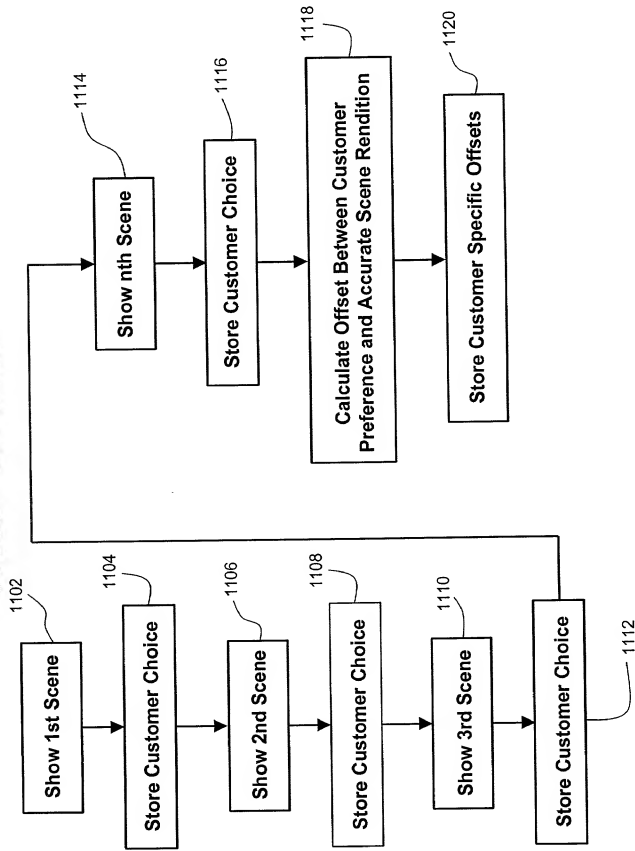 1102
Show 1st Scene
1104
Store Customer Choice
1106
Show 2nd Scene
1108
Store Customer Choice
1110
Show 3rd Scene
Store Customer Choice
1112
1114
Show nth Scene
1116
Store Customer Choice
1118
Calculate Offset Between Customer
Preference and Accurate Scene Rendition
1120
Store Customer Specific Offsets